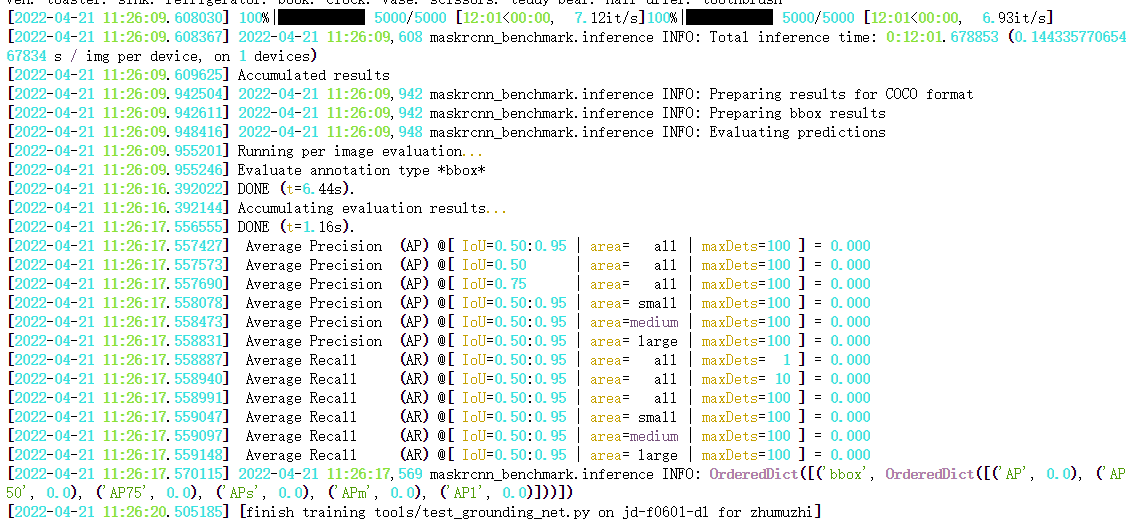 ven. toaster. sink. refrigerator. book. clock. vase. scissors. teddy bear. hair drier. toothbrush
[2022-04-21 11:26:09.608030] 100%| 5000/5000 [12:01<00:00, 7.12it/s]100%| 5000/5000 [12:01<00:00, 6.93it/s]
[2022-04-21 11:26:09.608367] 2022-04-21 11:26:09,608 maskrcnn_benchmark.inference INFO: Total inference time: 0:12:01.678853 (0.144335770654
67834 s / img per device, on 1 devices)
[2022-04-21 11:26:09.609625] Accumulated results
[2022-04-21 11:26:09.942504] 2022-04-21 11:26:09,942 maskrcnn_benchmark.inference INFO: Preparing results for COCO format
[2022-04-21 11:26:09.942611] 2022-04-21 11:26:09,942 maskrcnn_benchmark.inference INFO: Preparing bbox results
[2022-04-21 11:26:09.948416] 2022-04-21 11:26:09,948 maskrcnn_benchmark.inference INFO: Evaluating predictions
[2022-04-21 11:26:09.955201] Running per image evaluation...
[2022-04-21 11:26:09.955246] Evaluate annotation type *bbox*
[2022-04-21 11:26:16.392022] DONE (t=6.44s).
[2022-04-21 11:26:16.392144] Accumulating evaluation results...
[2022-04-21 11:26:17.556555] DONE (t=1.16s).
[2022-04-21 11:26:17.557427] Average Precision (AP) @[ IoU=0.50:0.95 | area= all | maxDets=100 ] = 0.000
[2022-04-21 11:26:17.557573] Average Precision (AP) @[ IoU=0.50 | area= all | maxDets=100 ] = 0.000
[2022-04-21 11:26:17.557690] Average Precision (AP) @[ IoU=0.75 | area= all | maxDets=100 ] = 0.000
[2022-04-21 11:26:17.558078] Average Precision (AP) @[ IoU=0.50:0.95 | area= small | maxDets=100 ] = 0.000
[2022-04-21 11:26:17.558473] Average Precision (AP) @[ IoU=0.50:0.95 | area=medium | maxDets=100 ] = 0.000
[2022-04-21 11:26:17.558831] Average Precision (AP) @[ IoU=0.50:0.95 | area= large | maxDets=100 ] = 0.000
[2022-04-21 11:26:17.558887] Average Recall (AR) @[ IoU=0.50:0.95 | area= all | maxDets= 1 ] = 0.000
[2022-04-21 11:26:17.558940] Average Recall (AR) @[ IoU=0.50:0.95 | area= all | maxDets= 10 ] = 0.000
[2022-04-21 11:26:17.558991] Average Recall (AR) @[ IoU=0.50:0.95 | area= all | maxDets=100 ] = 0.000
[2022-04-21 11:26:17.559047] Average Recall (AR) @[ IoU=0.50:0.95 | area= small | maxDets=100 ] = 0.000
[2022-04-21 11:26:17.559097] Average Recall (AR) @[ IoU=0.50:0.95 | area=medium | maxDets=100 ] = 0.000
[2022-04-21 11:26:17.559148] Average Recall (AR) @[ IoU=0.50:0.95 | area= large | maxDets=100 ] = 0.000
[2022-04-21 11:26:17.570115] 2022-04-21 11:26:17,569 maskrcnn_benchmark.inference INFO: OrderedDict([('bbox', OrderedDict([('AP', 0.0), ('AP
50', 0.0), ('AP75', 0.0), ('APs', 0.0), ('APm', 0.0), ('APl', 0.0)]))])
[2022-04-21 11:26:20.505185] [finish training tools/test_grounding_net.py on jd-f0601-dl for zhumuzhi]